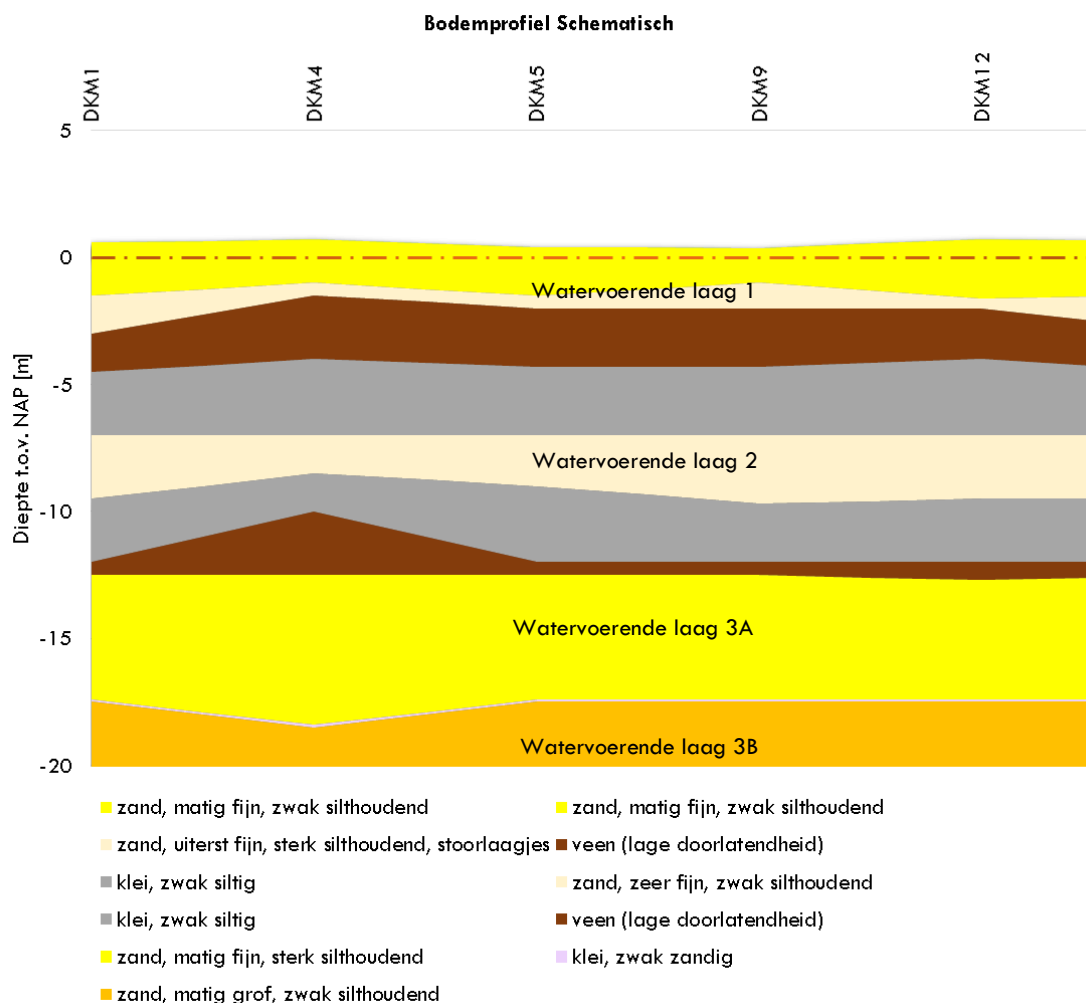 Bodemprofiel Schematisch
DKM1
DKM4
DKM5
DKM9
DKM12
5
0
-5
-10
-15
-20
Diepte t.o.v. NAP [m]
Watervoerende laag 1
Watervoerende laag 2
Watervoerende laag 3A
Watervoerende laag 3B
zand, matig fijn, zwak silthoudend
zand, matig fijn, zwak silthoudend
zand, uiterst fijn, sterk silthoudend, stoorlaagjes
veen (lage doorlatendheid)
klei, zwak siltig
zand, zeer fijn, zwak silthoudend
klei, zwak siltig
veen (lage doorlatendheid)
zand, matig fijn, sterk silthoudend
klei, zwak zandig
zand, matig grof, zwak silthoudend